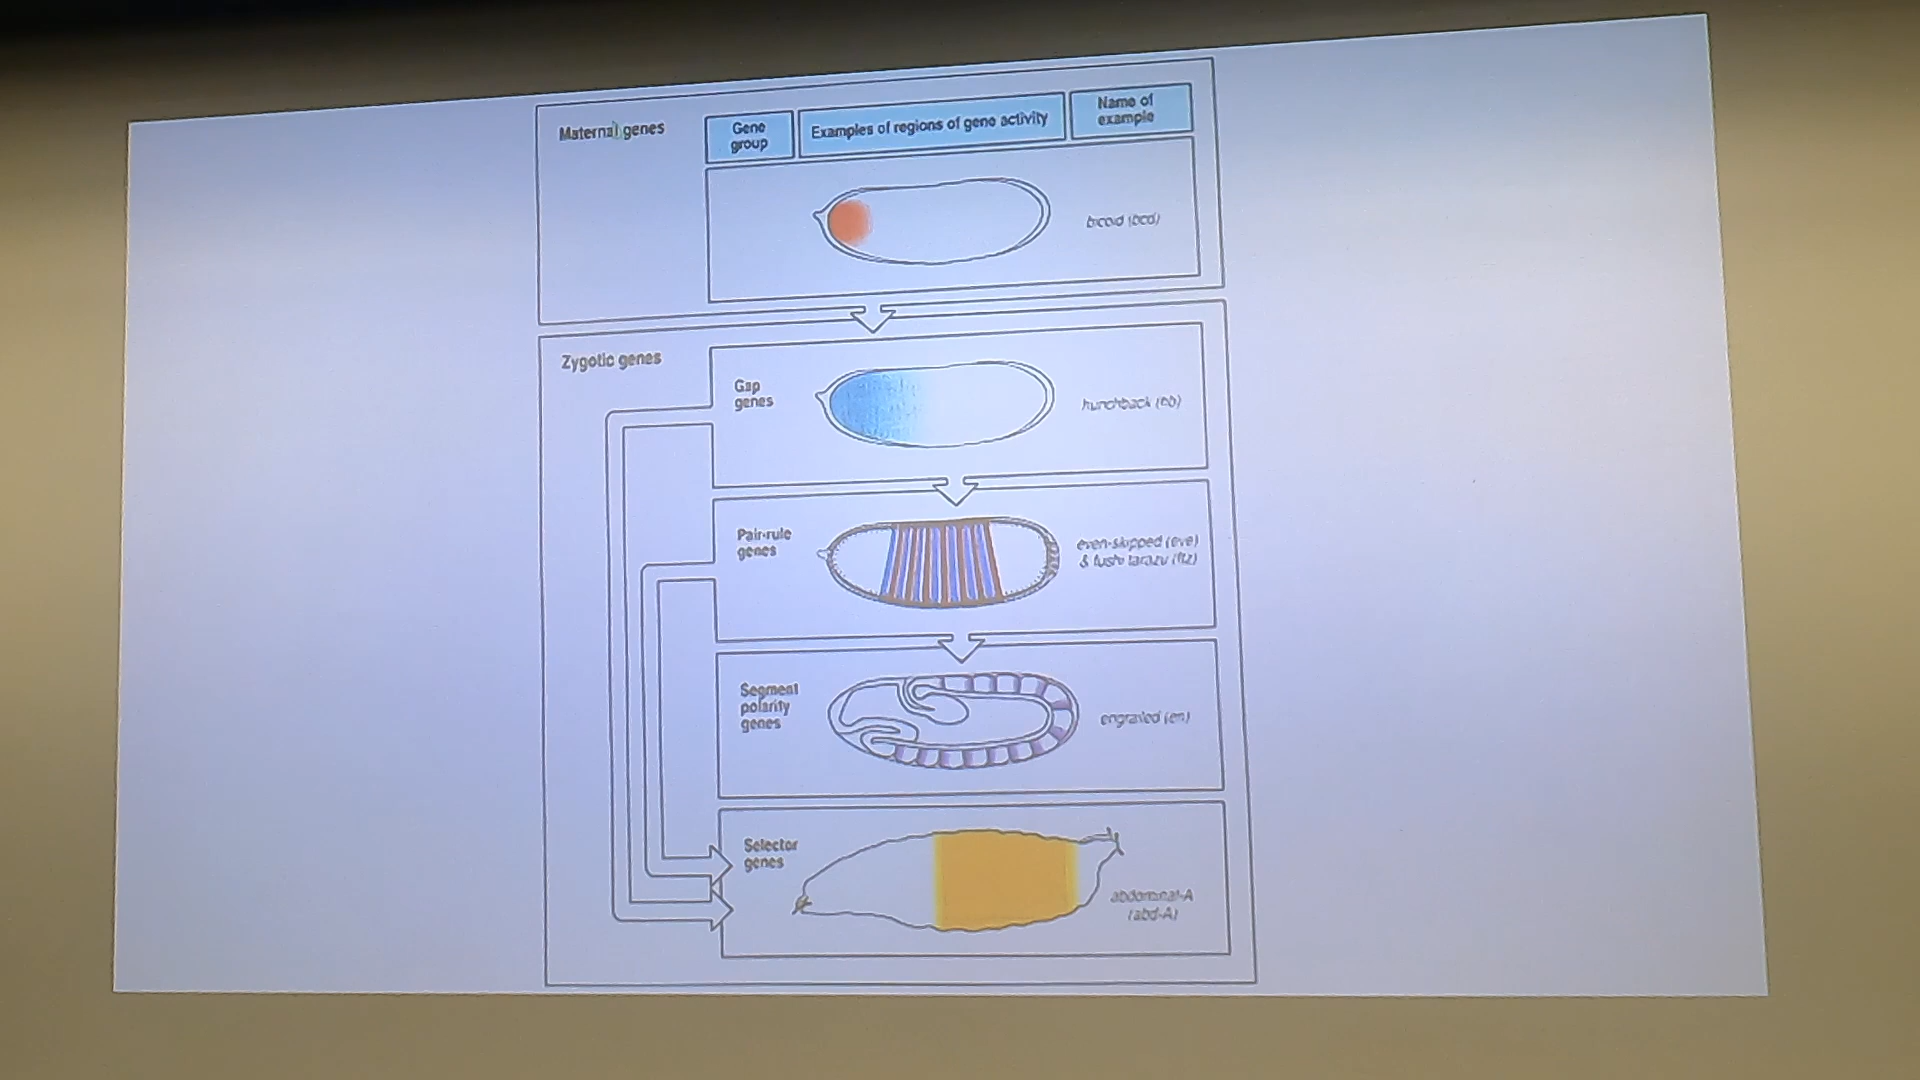 Maternal genes
Gene
group
Examples of regions of gene activity
Name of
example
bicoid (bcd)
Zygotic genes
Gap
genes
hunchback (hb)
Pair-rule
genes
even-skipped (eve)
& fushi tarazu (ftz)
Segment
polarity
genes
engrailed (en)
Selector
genes
abdominal-A
(abd-A)